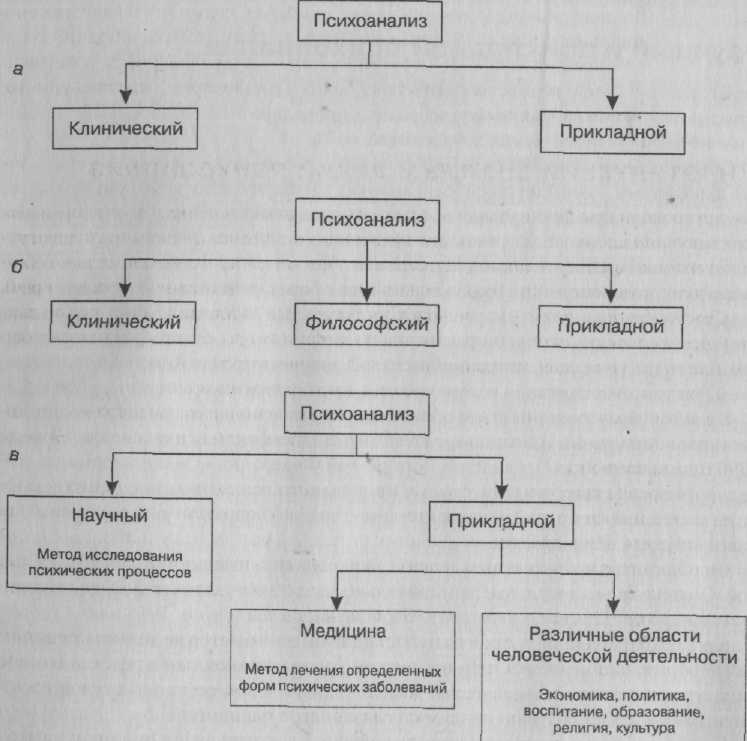 Психоанализ
а
Клинический
Прикладной
Психоанализ
б
Клинический
Философский
Прикладной
Психоанализ
в
Научный
Метод исследования
психических процессов
Прикладной
Медицина
Метод лечения определенных
форм психических заболеваний
Различные области
человеческой деятельности
Экономика, политика,
воспитание, образование,
религия, культура